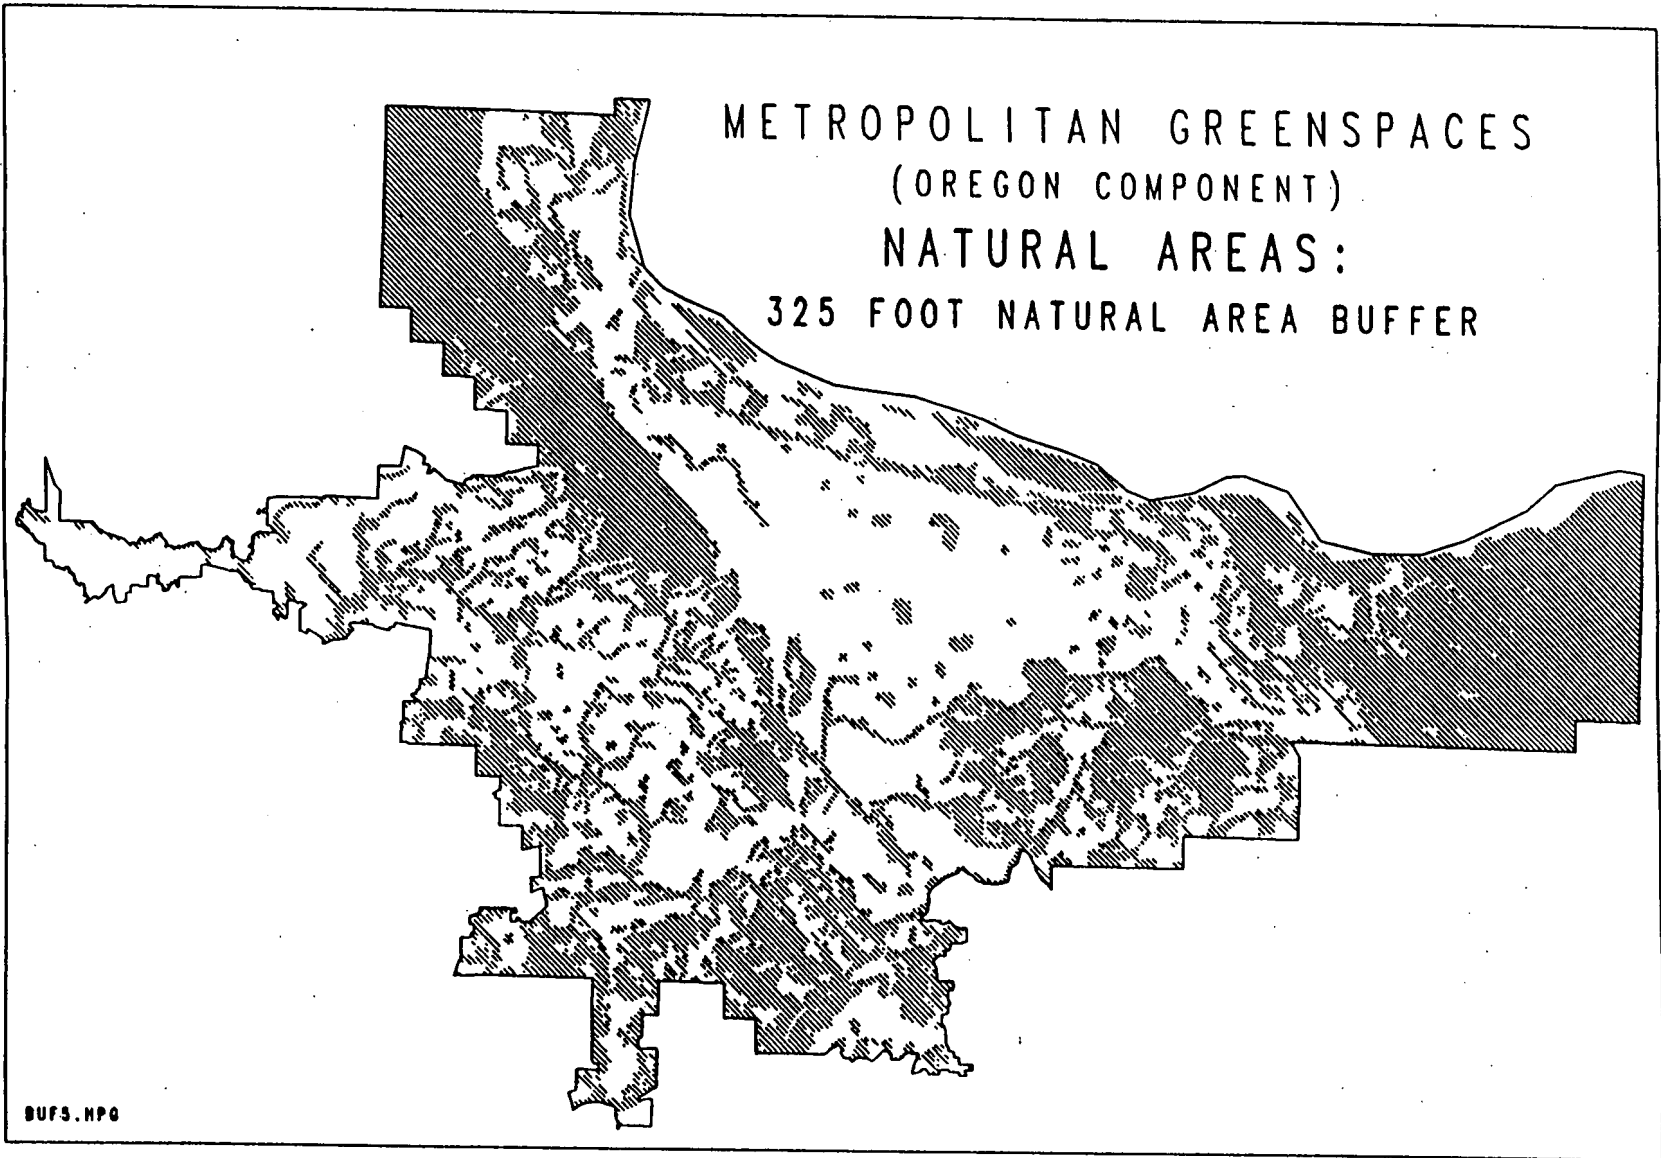 METROPOLITAN GREENSPACES
(OREGON COMPONENT)
NATURAL AREAS:
325 FOOT NATURAL AREA BUFFER
BUF5.MPG